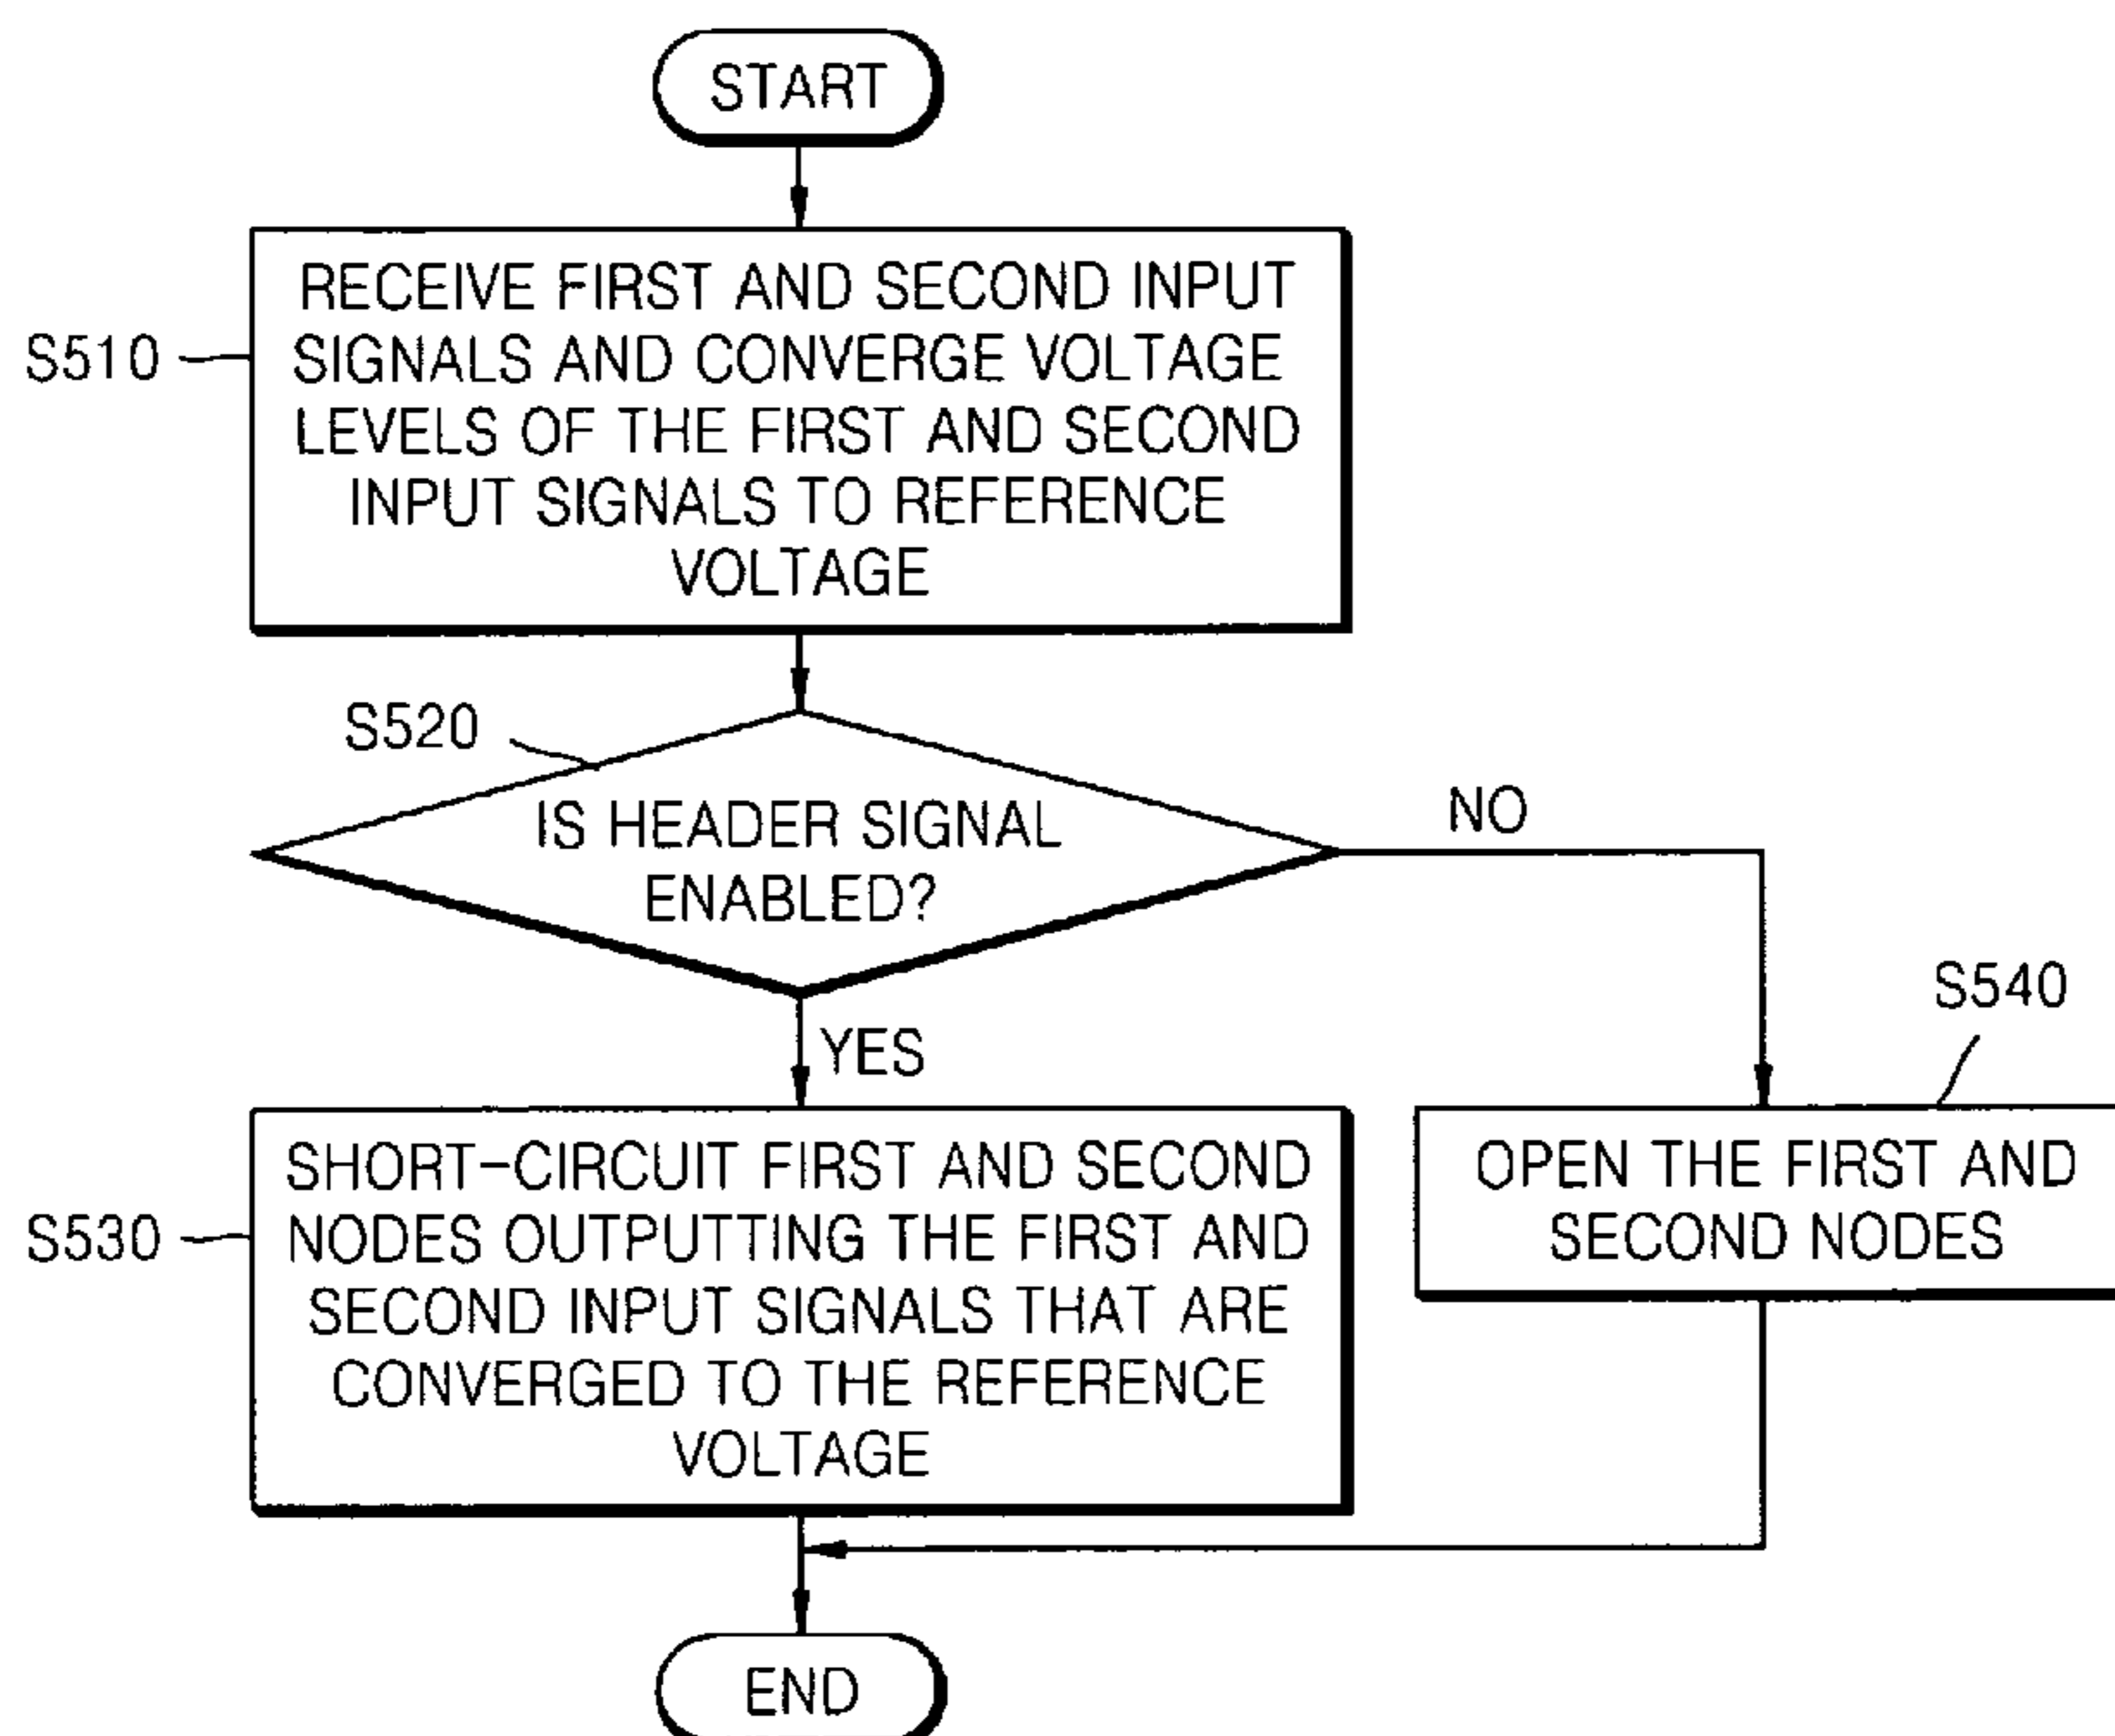 START
S510
RECEIVE FIRST AND SECOND INPUT
SIGNALS AND CONVERGE VOLTAGE
LEVELS OF THE FIRST AND SECOND
INPUT SIGNALS TO REFERENCE
VOLTAGE
S520
IS HEADER SIGNAL
ENABLED?
NO
YES
S530
SHORT-CIRCUIT FIRST AND SECOND
NODES OUTPUTTING THE FIRST AND
SECOND INPUT SIGNALS THAT ARE
CONVERGED TO THE REFERENCE
VOLTAGE
S540
OPEN THE FIRST AND
SECOND NODES
END